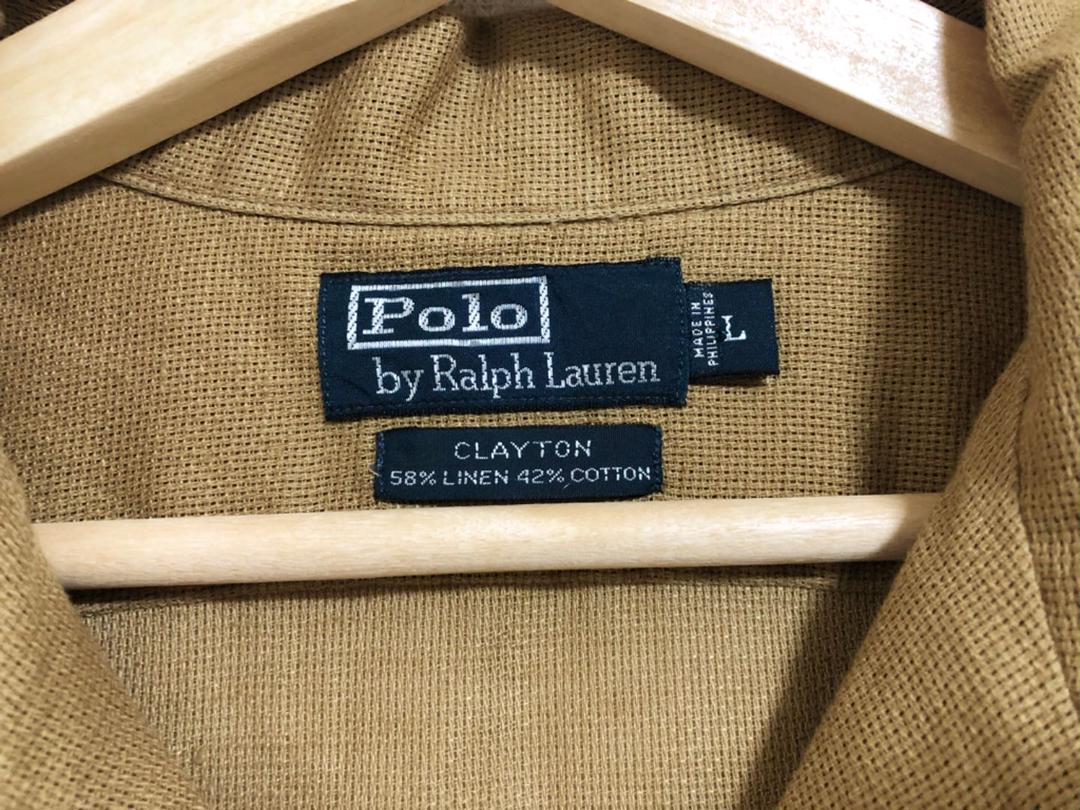 Polo
by Ralph Lauren
MADE IN
PHILIPPINES
L
CLAYTON
58% LINEN 42% COTTON